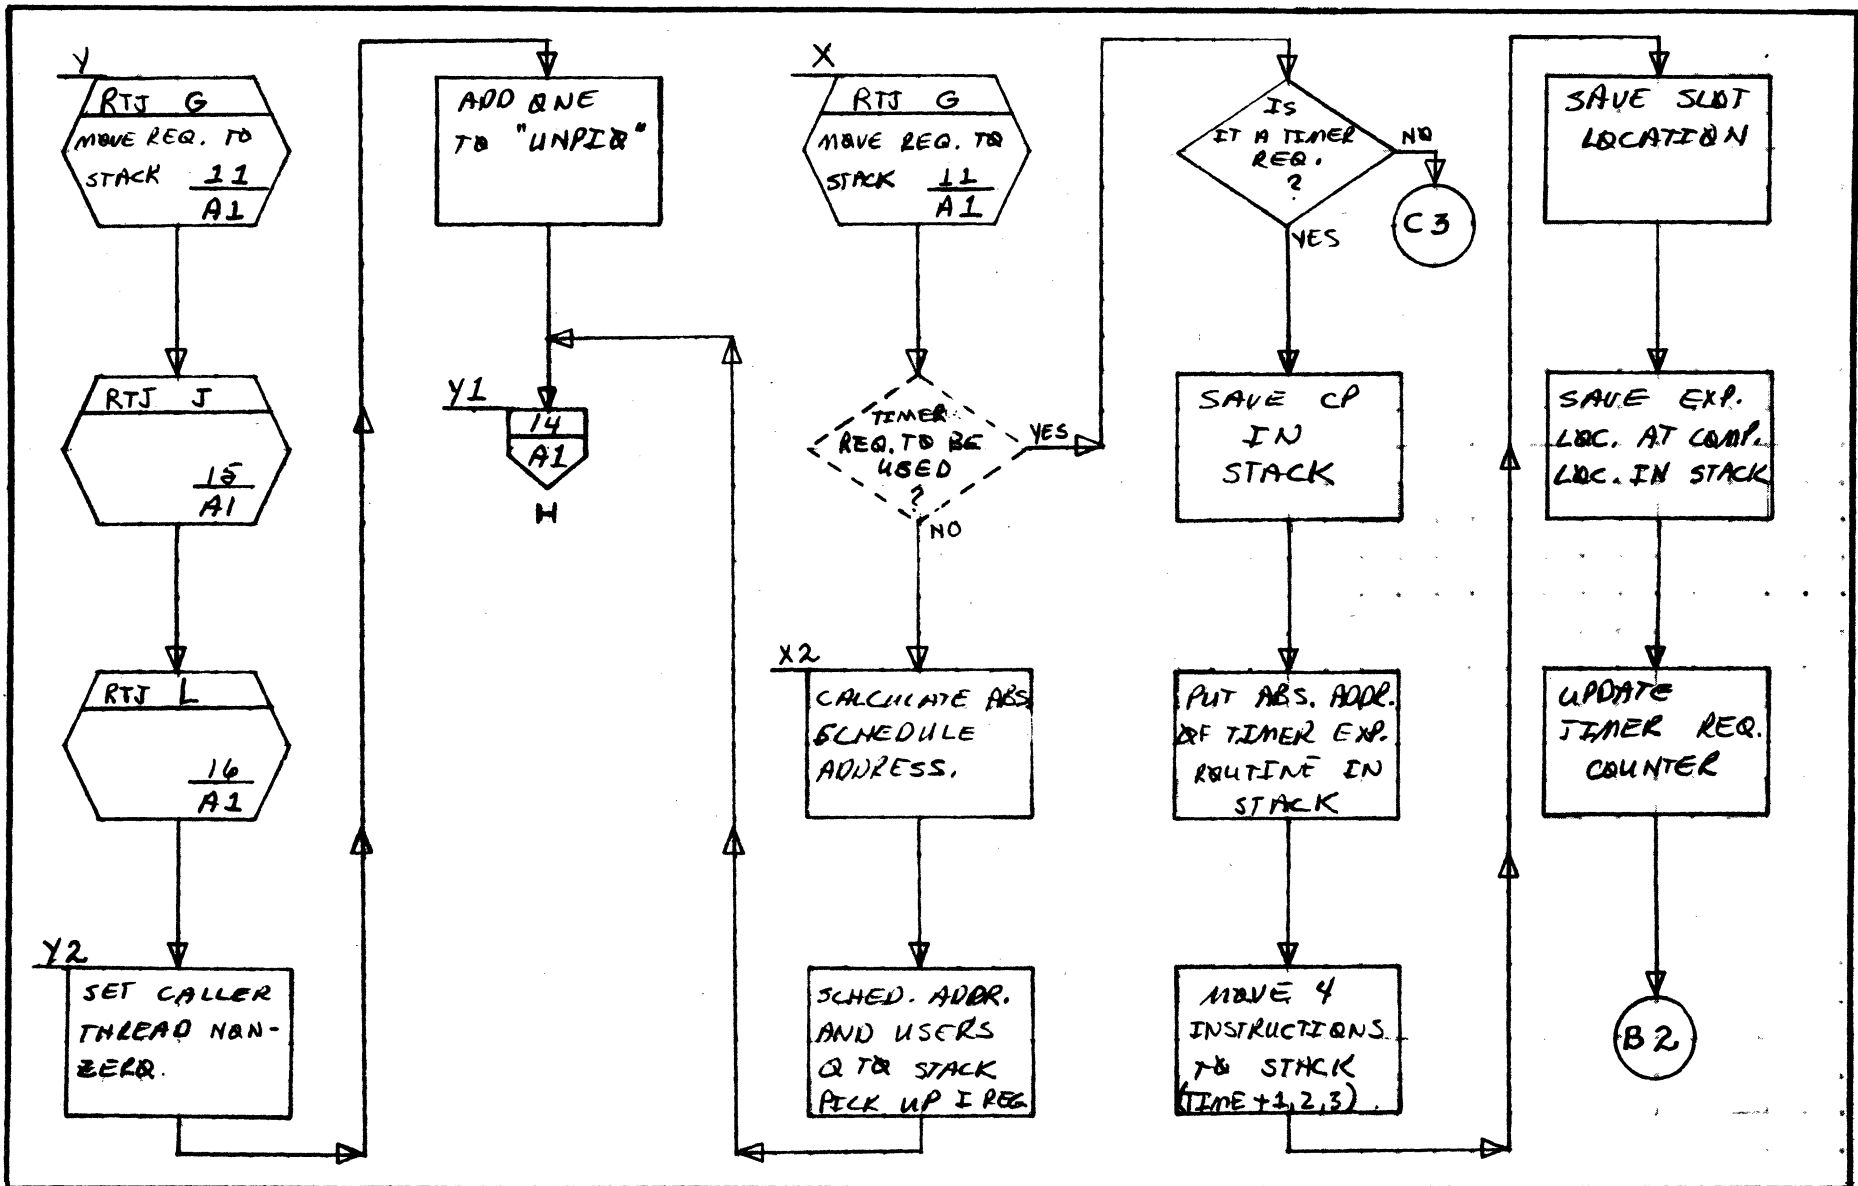 Y
RTJ G
MOVE REQ. TO
STACK 11
A1
RTJ J
15
A1
RTJ L
16
A1
Y2
SET CALLER
THREAD NON-
ZERO.
ADD ONE
TO "UNPIO"
Y1
14
A1
H
X
RTJ G
MOVE REQ. TO
STACK 11
A1
TIMER
REQ. TO BE
USED
?
YES
NO
X2
CALCULATE ABS.
SCHEDULE
ADDRESS.
SCHED. ADDR.
AND USERS
Q TO STACK
PICK UP I REG
IS
IT A TIMER
REQ.
?
NO
C3
YES
SAVE CP
IN
STACK
PUT ABS. ADDR.
OF TIMER EXP.
ROUTINE IN
STACK
MOVE 4
INSTRUCTIONS
TO STACK
(TIME+1,2,3).
SAVE SLOT
LOCATION
SAVE EXP.
LOC. AT COMP.
LOC. IN STACK
UPDATE
TIMER REQ.
COUNTER
B2